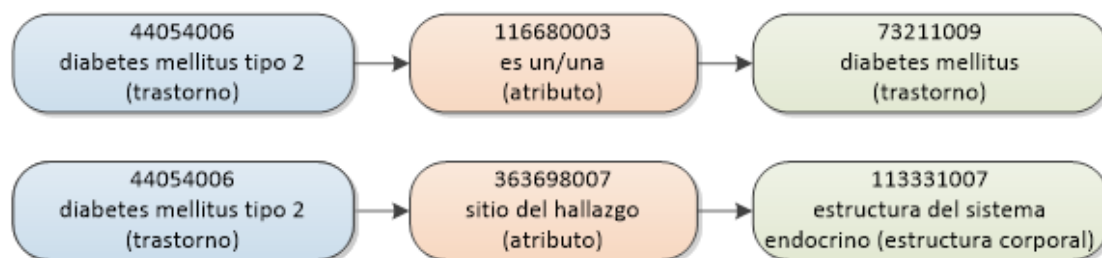 44054006
diabetes mellitus tipo 2
(trastorno)
116680003
es un/una
(atributo)
73211009
diabetes mellitus
(trastorno)
44054006
diabetes mellitus tipo 2
(trastorno)
363698007
sitio del hallazgo
(atributo)
113331007
estructura del sistema
endocrino (estructura corporal)